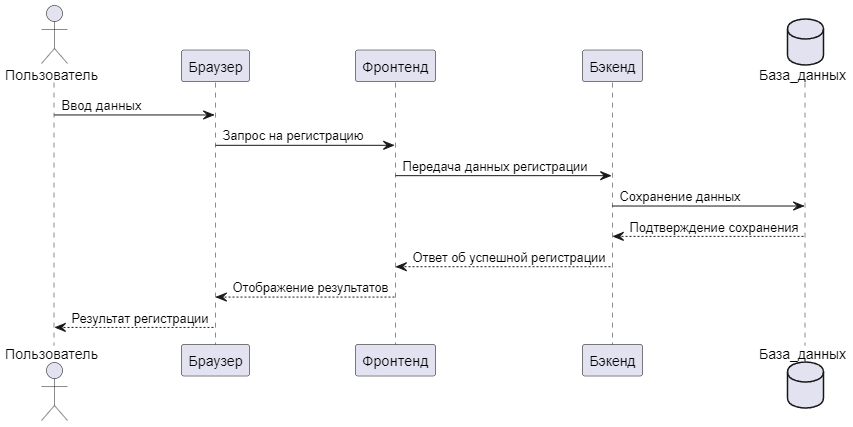 Пользователь
Браузер
Фронтенд
Бэкенд
База_данных
Ввод данных
Запрос на регистрацию
Передача данных регистрации
Сохранение данных
Подтверждение сохранения
Ответ об успешной регистрации
Отображение результатов
Результат регистрации
Пользователь
Браузер
Фронтенд
Бэкенд
База_данных